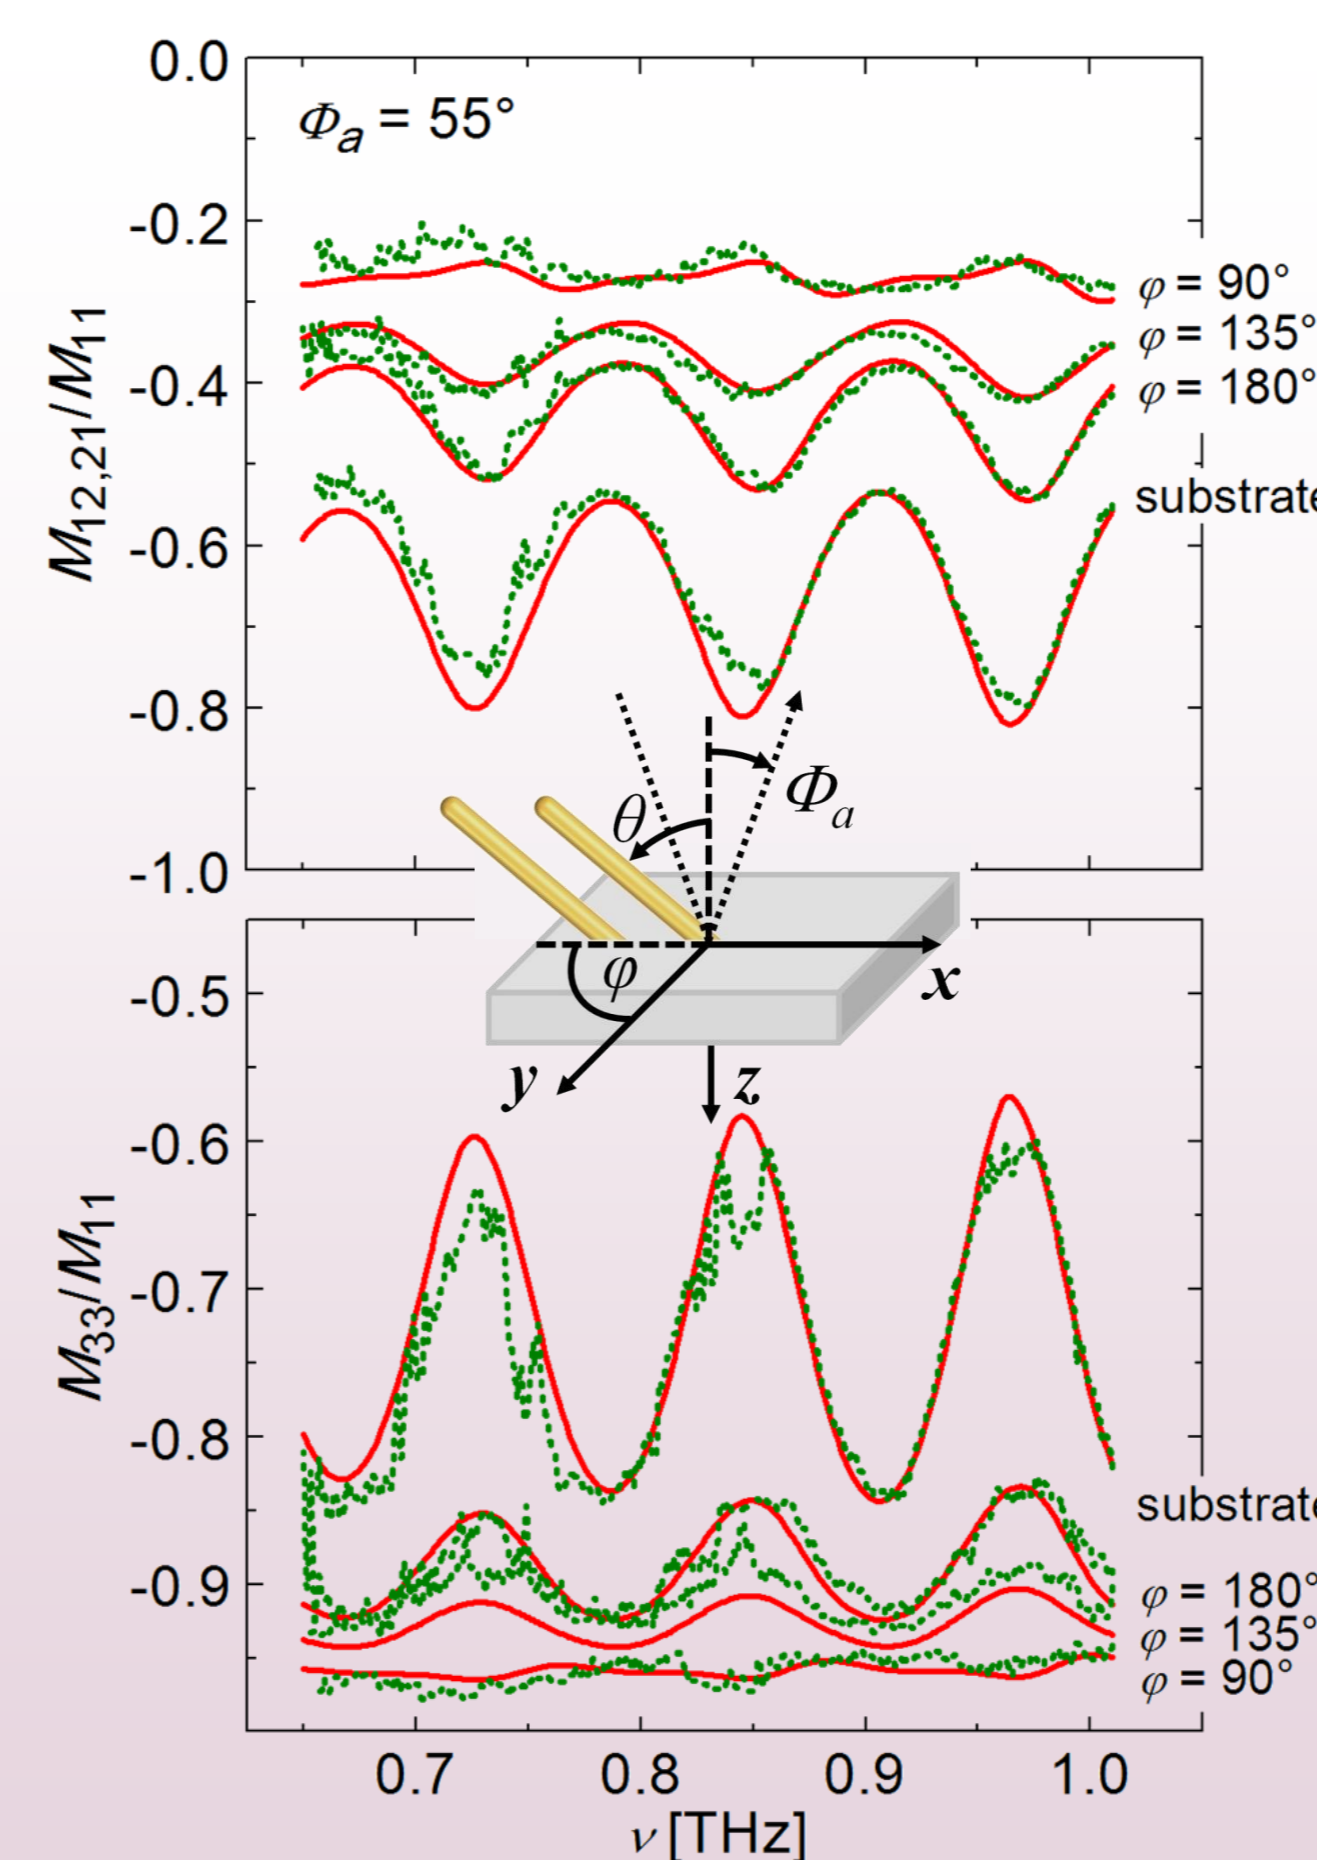 0.0
Φa = 55°
-0.2
φ = 90°
φ = 135°
-0.4
φ = 180°
M12,21/M11
substrate
-0.6
-0.8
θ
Φa
-1.0
φ
x
-0.5
y
z
-0.6
M33/M11
-0.7
-0.8
substrate
-0.9
φ = 180°
φ = 135°
φ = 90°
0.7 0.8 0.9 1.0
ν [THz]